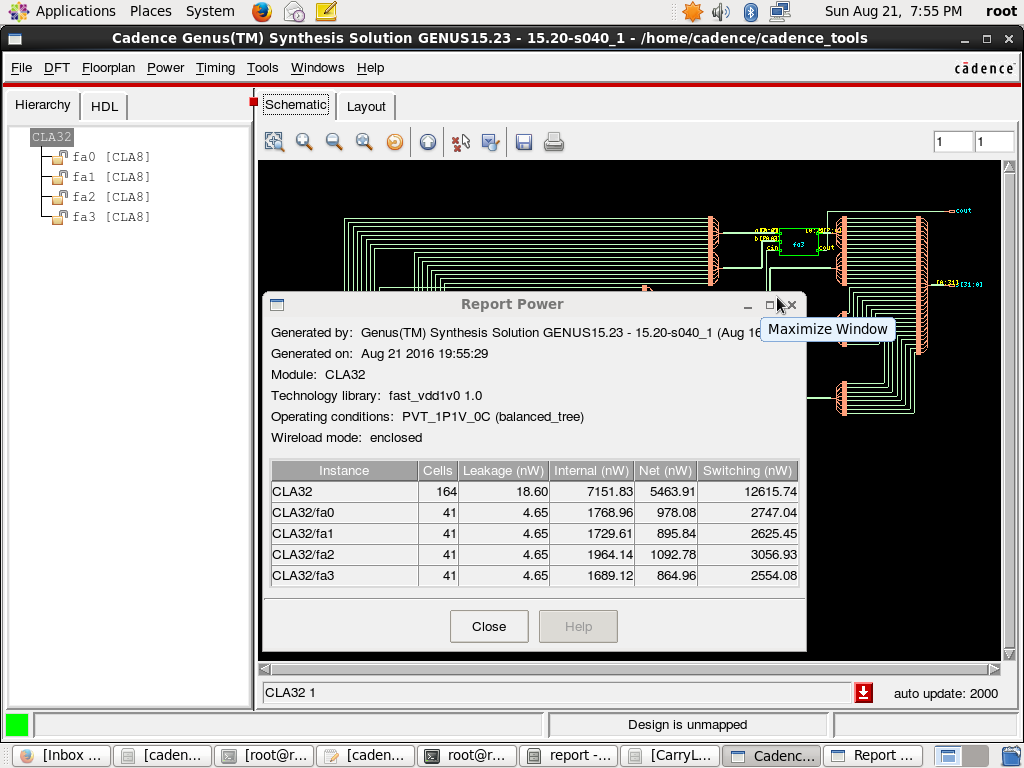 Applications Places System Sun Aug 21, 7:55 PM root
Cadence Genus(TM) Synthesis Solution GENUS15.23 - 15.20-s040_1 - /home/cadence/cadence_tools
File DFT Floorplan Power Timing Tools Windows Help cādence
Hierarchy HDL
Schematic Layout
1 1
CLA32
fa0 [CLA8]
fa1 [CLA8]
fa2 [CLA8]
fa3 [CLA8]
cout
fa3
cin cout
Report Power
Maximize Window
Generated by: Genus(TM) Synthesis Solution GENUS15.23 - 15.20-s040_1 (Aug 16
Generated on: Aug 21 2016 19:55:29
Module: CLA32
Technology library: fast_vdd1v0 1.0
Operating conditions: PVT_1P1V_0C (balanced_tree)
Wireload mode: enclosed
Instance Cells Leakage (nW) Internal (nW) Net (nW) Switching (nW)
CLA32 164 18.60 7151.83 5463.91 12615.74
CLA32/fa0 41 4.65 1768.96 978.08 2747.04
CLA32/fa1 41 4.65 1729.61 895.84 2625.45
CLA32/fa2 41 4.65 1964.14 1092.78 3056.93
CLA32/fa3 41 4.65 1689.12 864.96 2554.08
Close Help
CLA32 1 auto update: 2000
Design is unmapped
[Inbox ... [caden... [root@r... [caden... root@r... report -... [CarryL... Cadenc... Report ...